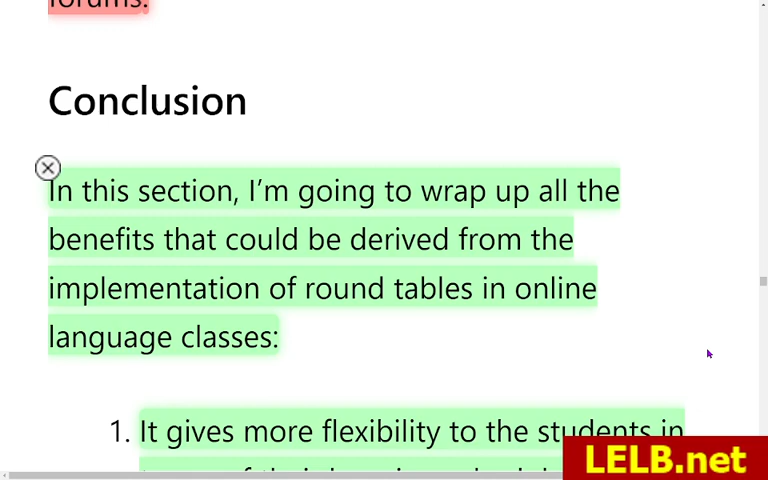 forums.
Conclusion
In this section, I’m going to wrap up all the
benefits that could be derived from the
implementation of round tables in online
language classes:
1. It gives more flexibility to the students in
LELB.net